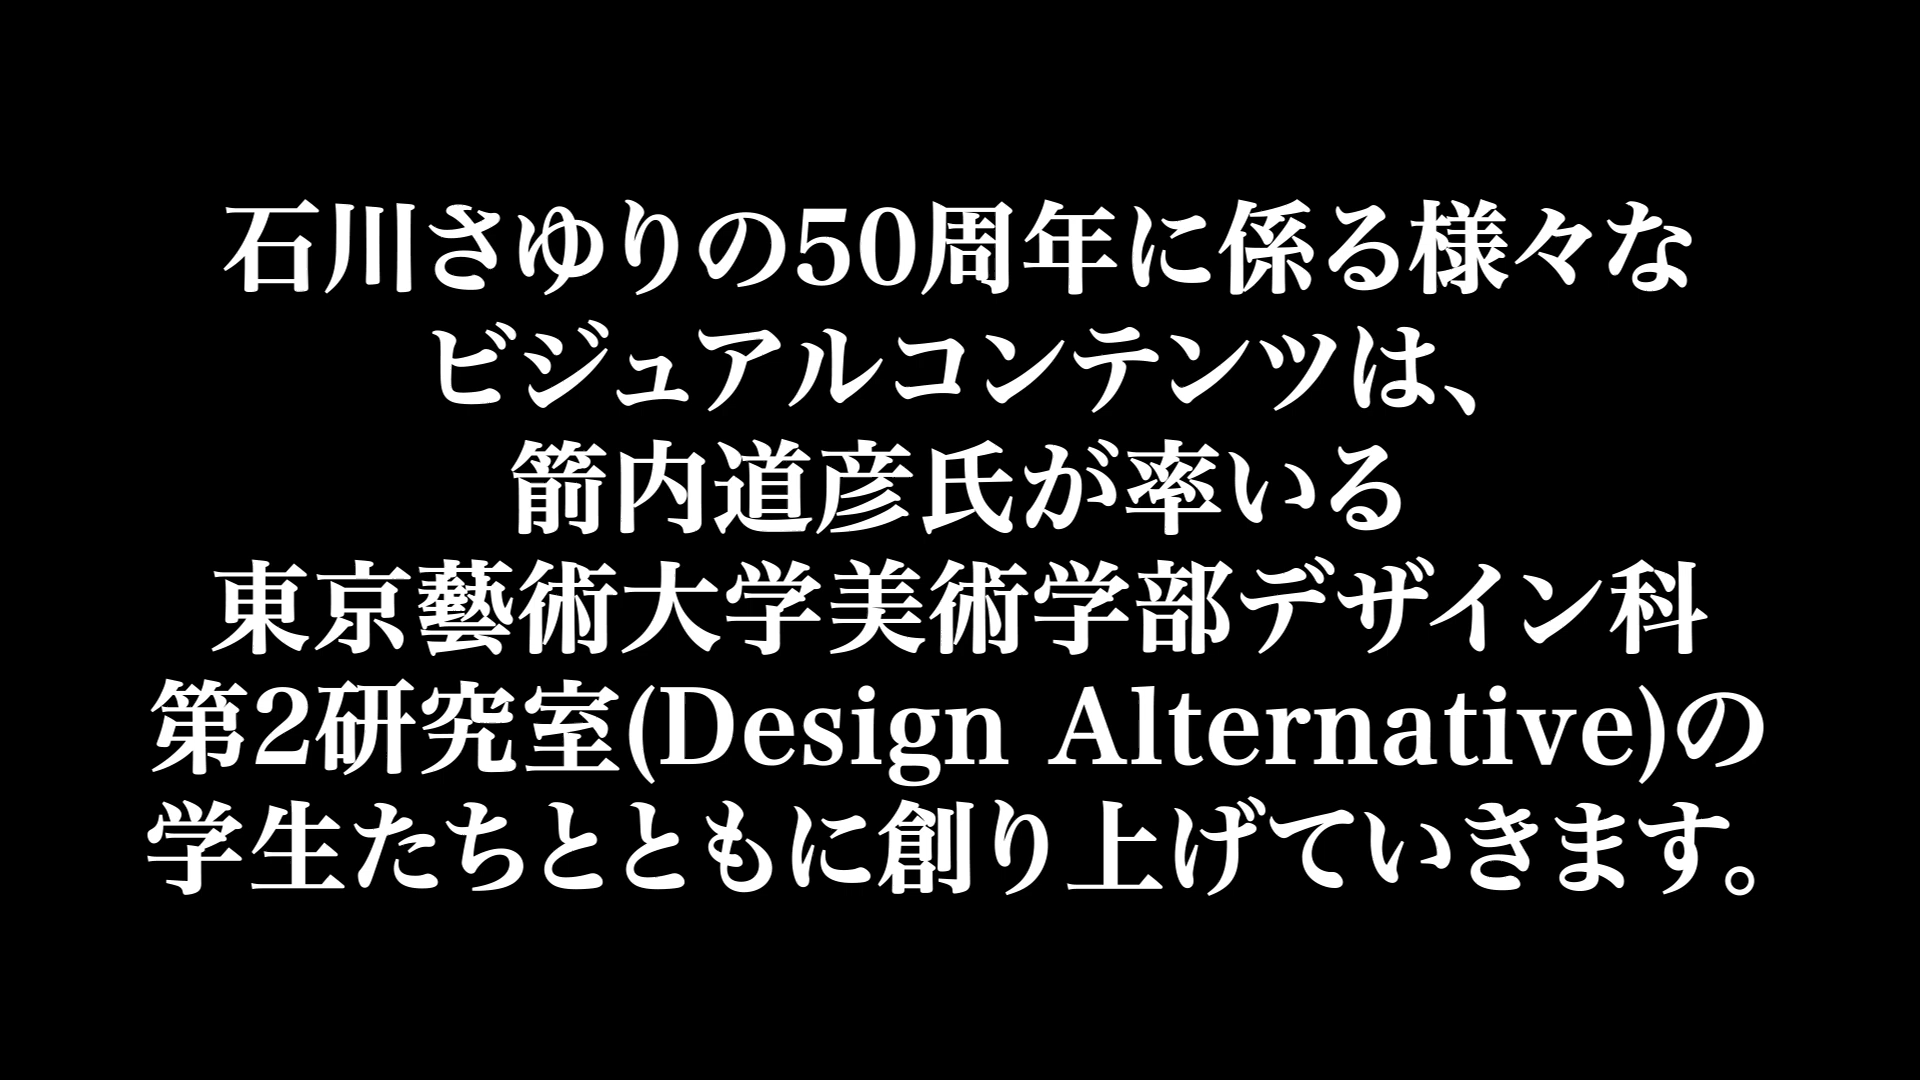 石川さゆりの50周年に係る様々な
ビジュアルコンテンツは、
箭内道彦氏が率いる
東京藝術大学美術学部デザイン科
第2研究室(Design Alternative)の
学生たちとともに創り上げていきます。